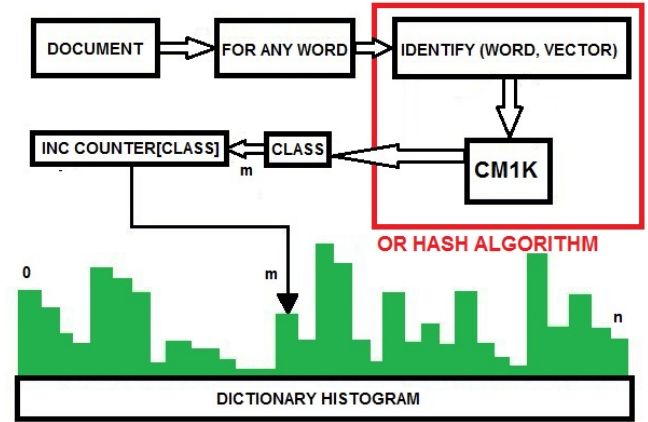 DOCUMENT
FOR ANY WORD
IDENTIFY (WORD, VECTOR)
INC COUNTER[CLASS]
m
CLASS
CM1K
OR HASH ALGORITHM
0
m
n
DICTIONARY HISTOGRAM